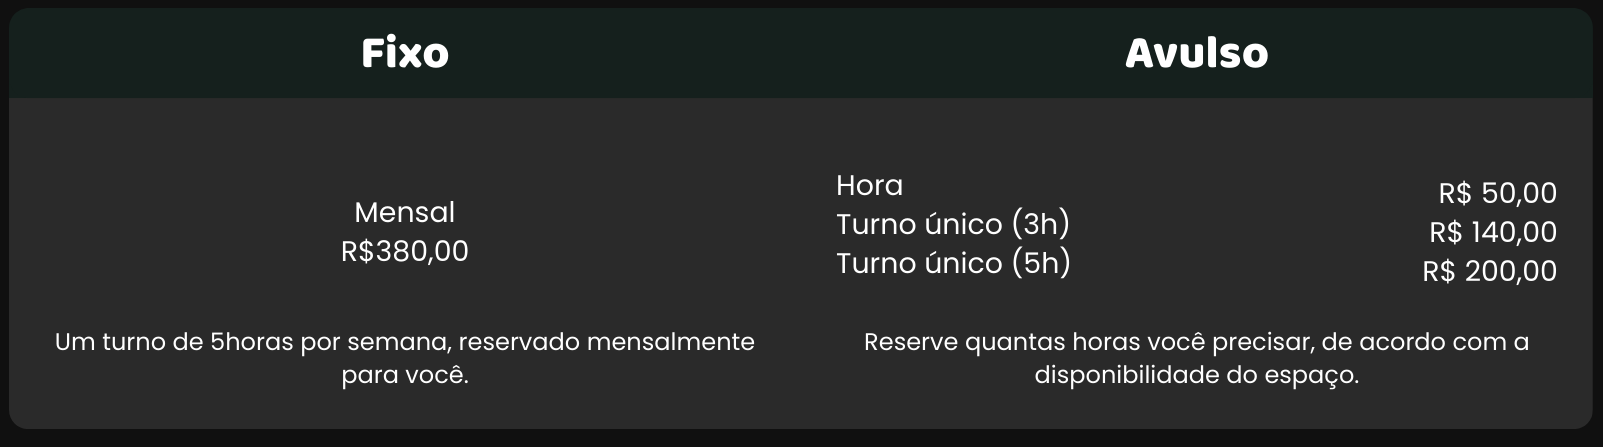 Fixo
Avulso
Mensal
R$380,00
Um turno de 5horas por semana, reservado mensalmente
para você.
Hora R$ 50,00
Turno único (3h) R$ 140,00
Turno único (5h) R$ 200,00
Reserve quantas horas você precisar, de acordo com a
disponibilidade do espaço.